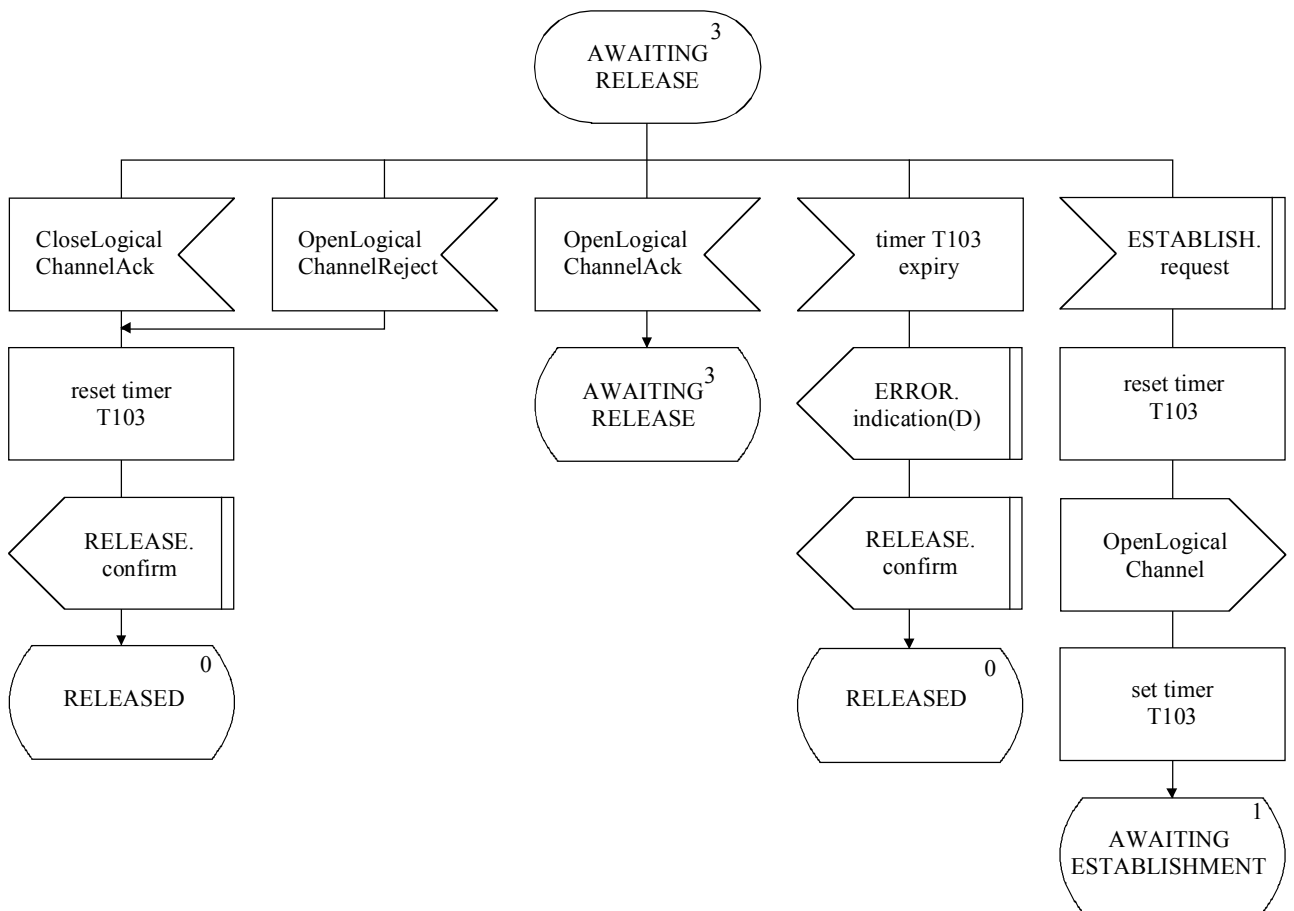 3
AWAITING
RELEASE
CloseLogical
ChannelAck
OpenLogical
ChannelReject
OpenLogical
ChannelAck
timer T103
expiry
ESTABLISH.
request
reset timer
T103
AWAITING
3
RELEASE
ERROR.
indication(D)
reset timer
T103
RELEASE.
confirm
RELEASE.
confirm
OpenLogical
Channel
0
RELEASED
0
RELEASED
set timer
T103
1
AWAITING
ESTABLISHMENT